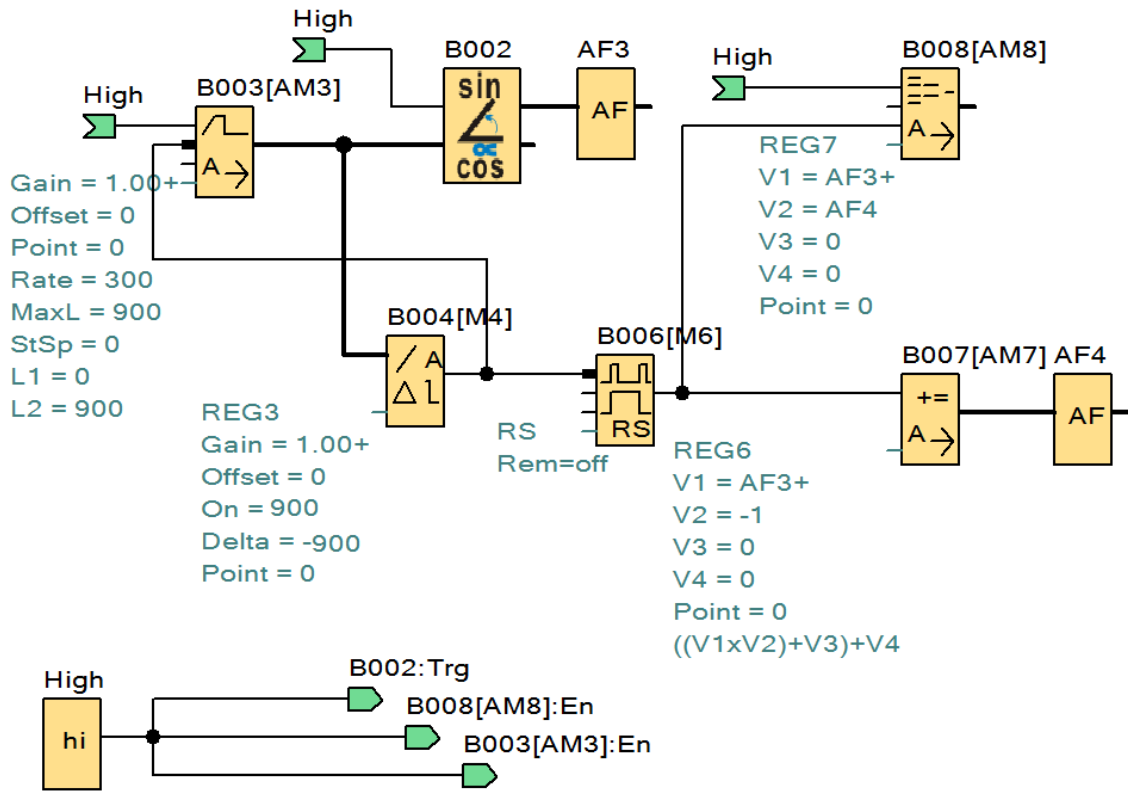 High
B003[AM3]
A
Gain = 1.00+
Offset = 0
Point = 0
Rate = 300
MaxL = 900
StSp = 0
L1 = 0
L2 = 900
High
B002
sin
α
cos
AF3
AF
B004[M4]
A
REG3
Gain = 1.00+
Offset = 0
On = 900
Delta = -900
Point = 0
B006[M6]
RS
RS
Rem=off
High
B008[AM8]
A
REG7
V1 = AF3+
V2 = AF4
V3 = 0
V4 = 0
Point = 0
B007[AM7]
+=
A
AF4
AF
REG6
V1 = AF3+
V2 = -1
V3 = 0
V4 = 0
Point = 0
((V1xV2)+V3)+V4
High
hi
B002:Trg
B008[AM8]:En
B003[AM3]:En